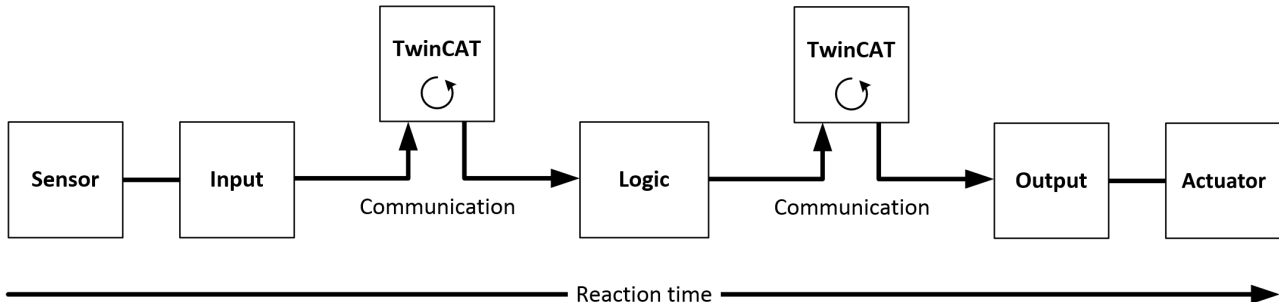 TwinCAT
TwinCAT
Sensor
Input
Communication
Logic
Communication
Output
Actuator
Reaction time